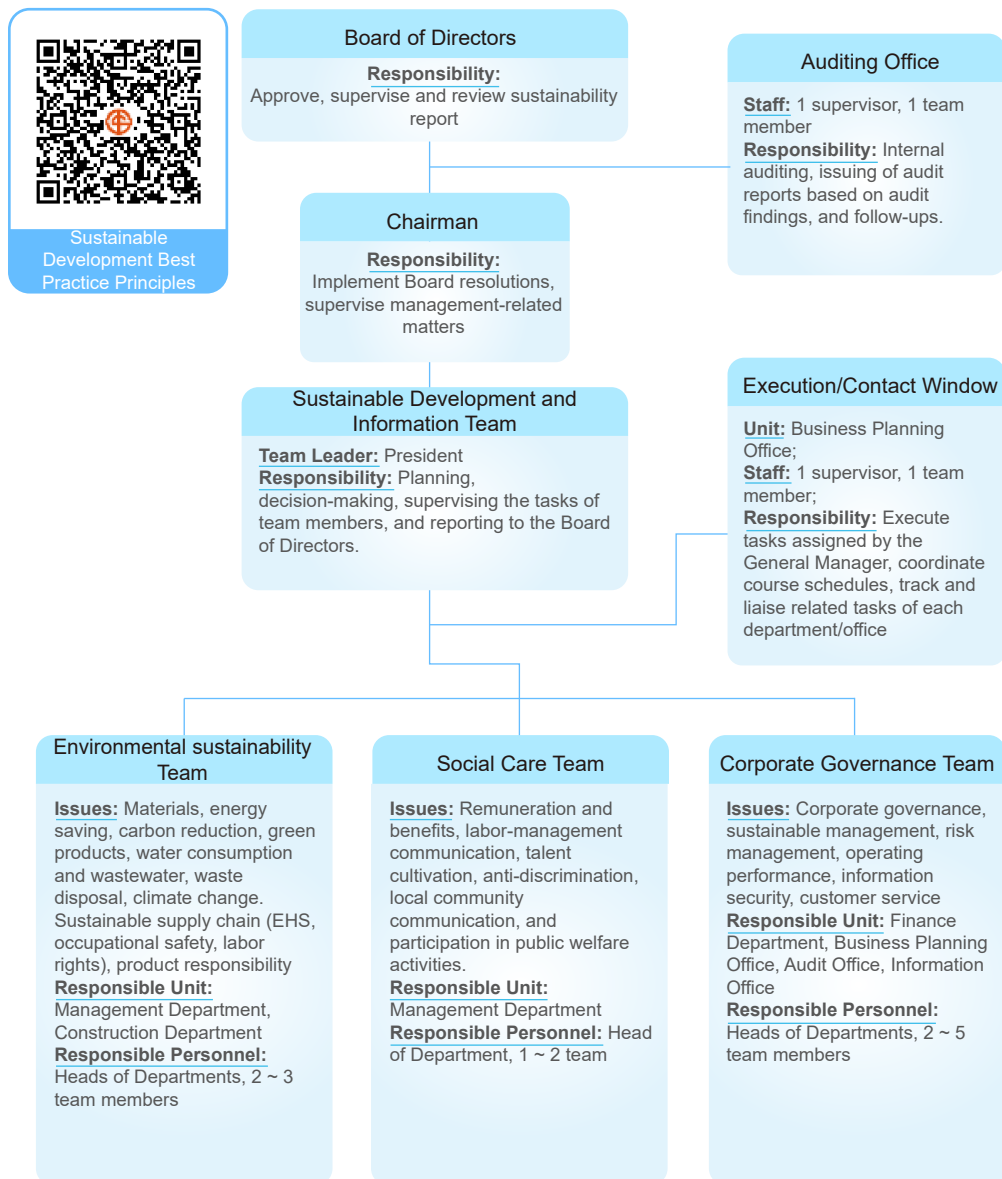 Sustainable
Development Best
Practice Principles
Board of Directors
Responsibility:
Approve, supervise and review sustainability
report
Auditing Office
Staff: 1 supervisor, 1 team
member
Responsibility: Internal
auditing, issuing of audit
reports based on audit
findings, and follow-ups.
Chairman
Responsibility:
Implement Board resolutions,
supervise management-related
matters
Sustainable Development and
Information Team
Team Leader: President
Responsibility: Planning,
decision-making, supervising the tasks of
team members, and reporting to the Board
of Directors.
Execution/Contact Window
Unit: Business Planning
Office;
Staff: 1 supervisor, 1 team
member;
Responsibility: Execute
tasks assigned by the
General Manager, coordinate
course schedules, track and
liaise related tasks of each
department/office
Environmental sustainability
Team
Issues: Materials, energy
saving, carbon reduction, green
products, water consumption
and wastewater, waste
disposal, climate change.
Sustainable supply chain (EHS,
occupational safety, labor
rights), product responsibility
Responsible Unit:
Management Department,
Construction Department
Responsible Personnel:
Heads of Departments, 2 ~ 3
team members
Social Care Team
Issues: Remuneration and
benefits, labor-management
communication, talent
cultivation, anti-discrimination,
local community
communication, and
participation in public welfare
activities.
Responsible Unit:
Management Department
Responsible Personnel: Head
of Department, 1 ~ 2 team
Corporate Governance Team
Issues: Corporate governance,
sustainable management, risk
management, operating
performance, information
security, customer service
Responsible Unit: Finance
Department, Business Planning
Office, Audit Office, Information
Office
Responsible Personnel:
Heads of Departments, 2 ~ 5
team members